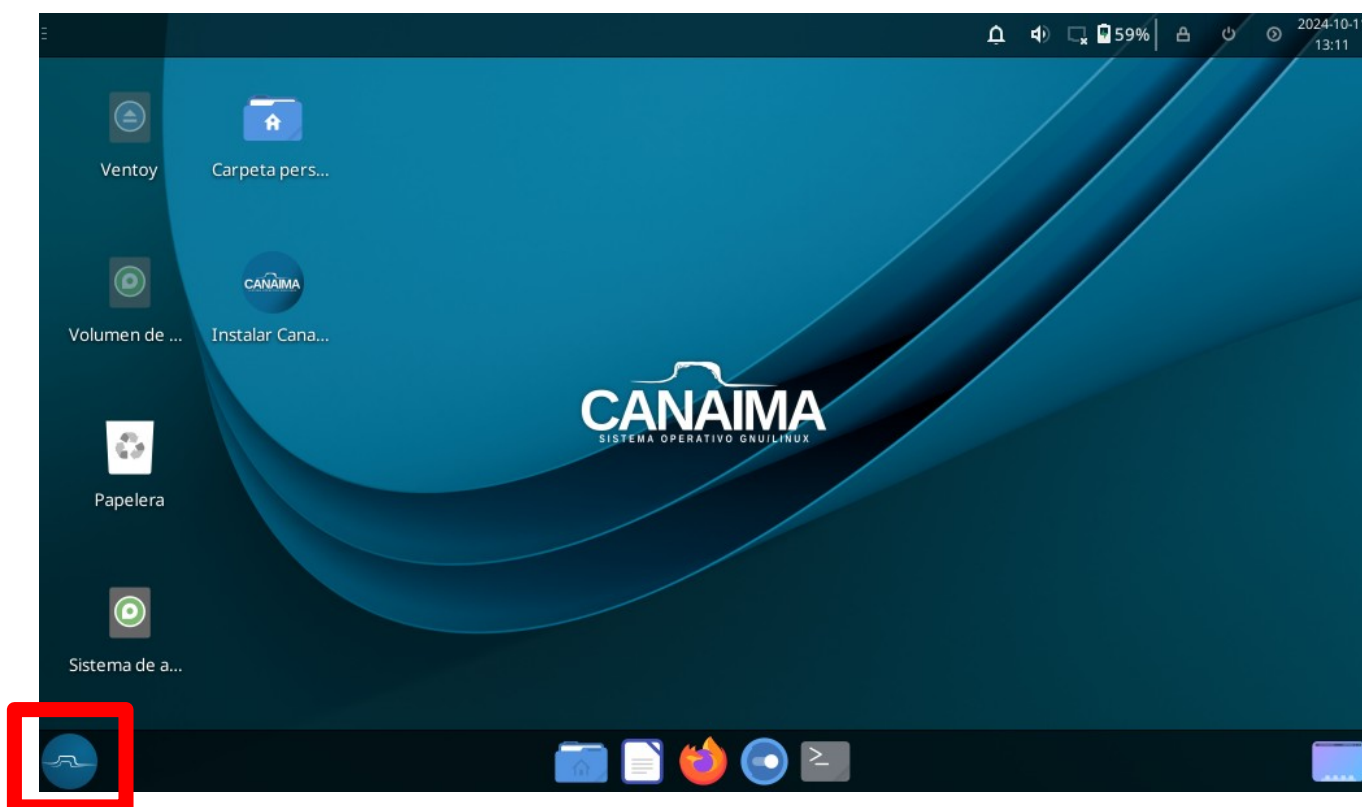 59%
2024-10-11
13:11
Ventoy
Carpeta pers...
CANAIMA
Volumen de ...
Instalar Cana...
CANAIMA
SISTEMA OPERATIVO GNU/LINUX
Papelera
Sistema de a...